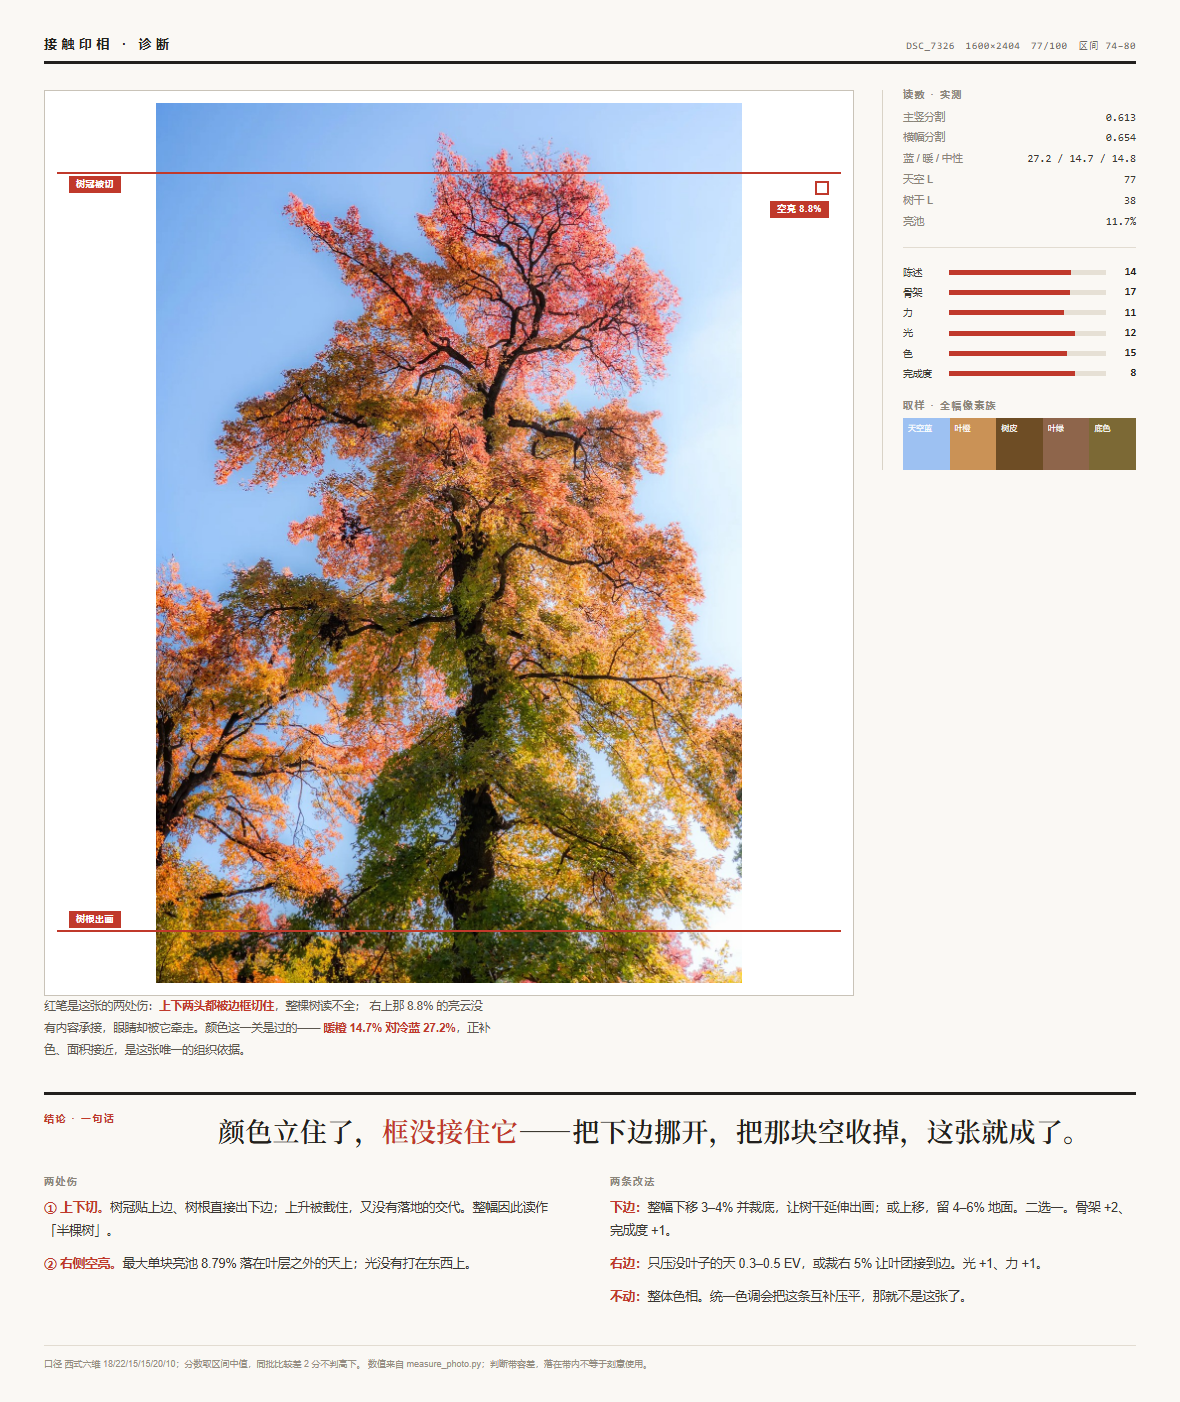 接触印相 · 诊断
DSC_7326 1600×2404 77/100 区间 74–80
树冠被切
空亮 8.8%
树根出画
读数 · 实测
主竖分割 0.613
横幅分割 0.654
蓝 / 暖 / 中性 27.2 / 14.7 / 14.8
天空 L 77
树干 L 38
亮池 11.7%
陈述 14
骨架 17
力 11
光 12
色 15
完成度 8
取样 · 全幅像素族
天空蓝 叶橙 树皮 叶绿 底色
红笔是这张的两处伤：上下两头都被边框切住，整棵树读不全； 右上那 8.8% 的亮云没
有内容承接，眼睛却被它牵走。颜色这一关是过的—— 暖橙 14.7% 对冷蓝 27.2%，正补
色、面积接近，是这张唯一的组织依据。
结论 · 一句话
颜色立住了，框没接住它——把下边挪开，把那块空收掉，这张就成了。
两处伤
① 上下切。树冠贴上边、树根直接出下边；上升被截住，又没有落地的交代。整幅因此读作
「半棵树」。
② 右侧空亮。最大单块亮池 8.79% 落在叶层之外的天上；光没有打在东西上。
两条改法
下边：整幅下移 3–4% 并裁底，让树干延伸出画；或上移，留 4–6% 地面。二选一。骨架 +2、
完成度 +1。
右边：只压没叶子的天 0.3–0.5 EV，或裁右 5% 让叶团接到边。光 +1、力 +1。
不动：整体色相。统一色调会把这条互补压平，那就不是这张了。
口径 西式六维 18/22/15/15/20/10；分数取区间中值，同批比较差 2 分不判高下。 数值来自 measure_photo.py；判断带容差，落在带内不等于刻意使用。